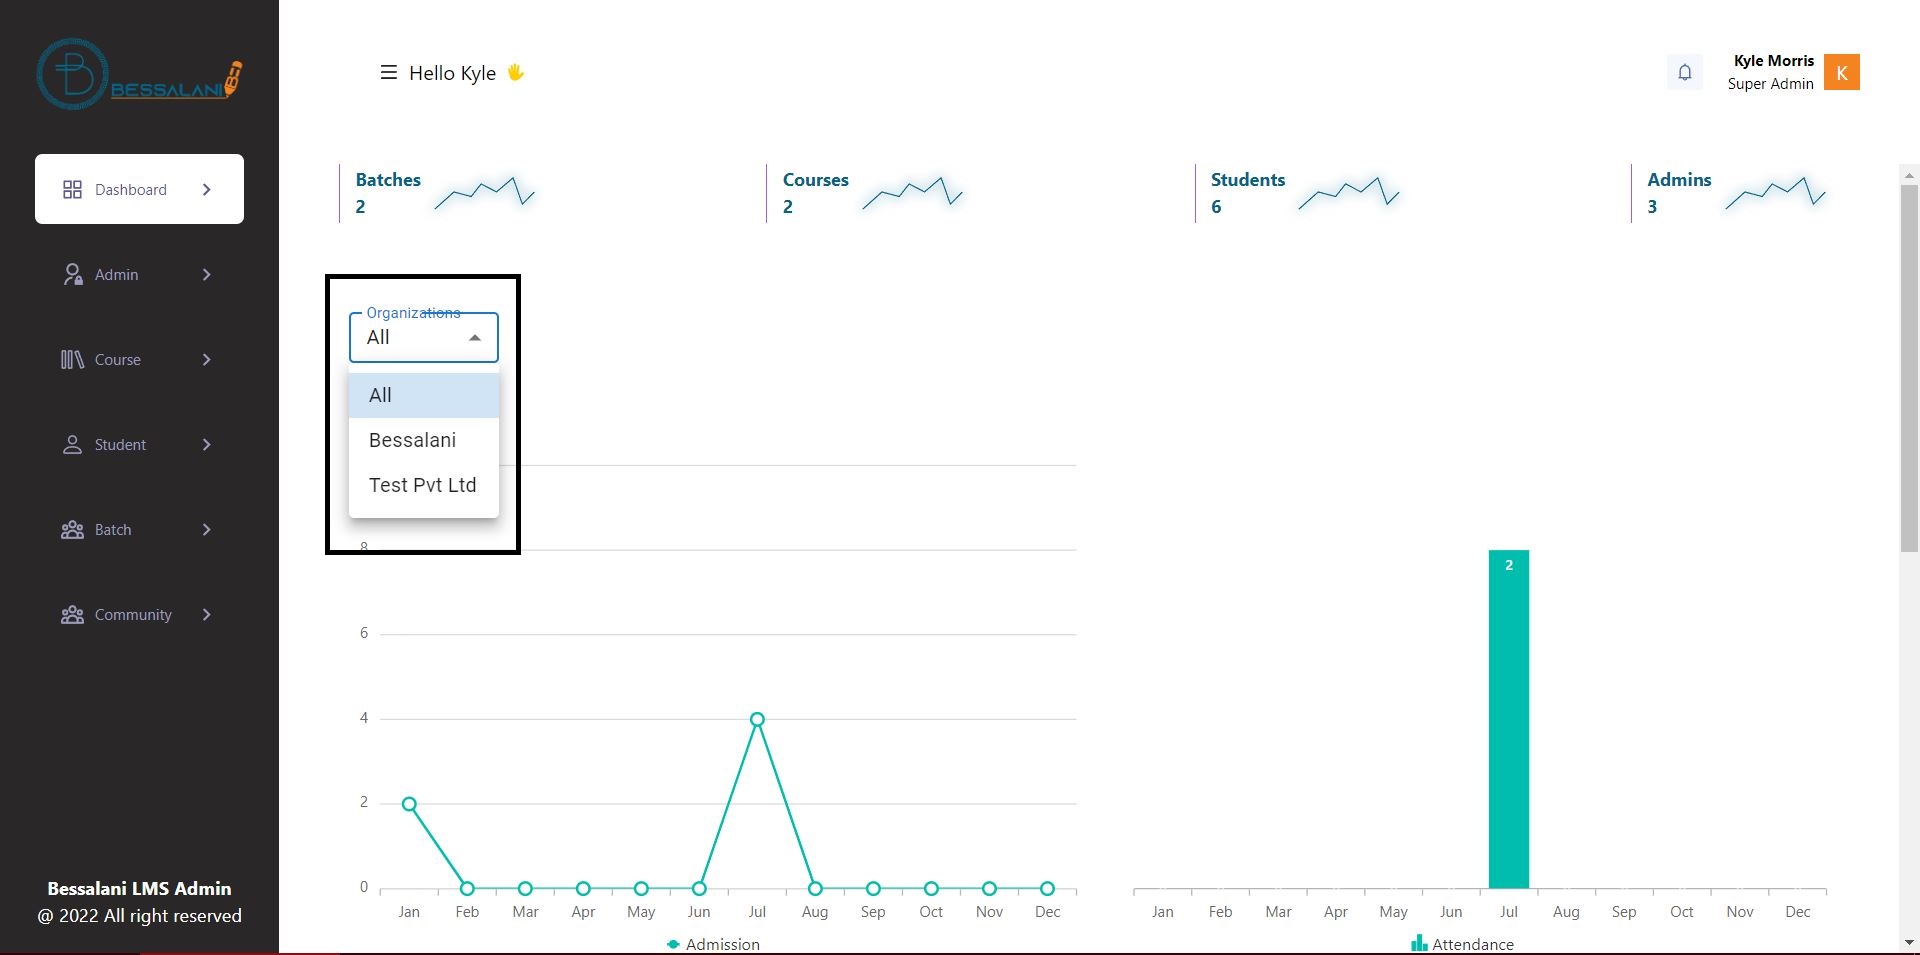 BESSALANI
Hello Kyle
Kyle Morris
Super Admin
K
Dashboard
Admin
Course
Student
Batch
Community
Bessalani LMS Admin
@ 2022 All right reserved
Batches
2
Courses
2
Students
6
Admins
3
Organizations
All
All
Bessalani
Test Pvt Ltd
8
6
4
2
0
Jan Feb Mar Apr May Jun Jul Aug Sep Oct Nov Dec
Admission
2
Jan Feb Mar Apr May Jun Jul Aug Sep Oct Nov Dec
Attendance